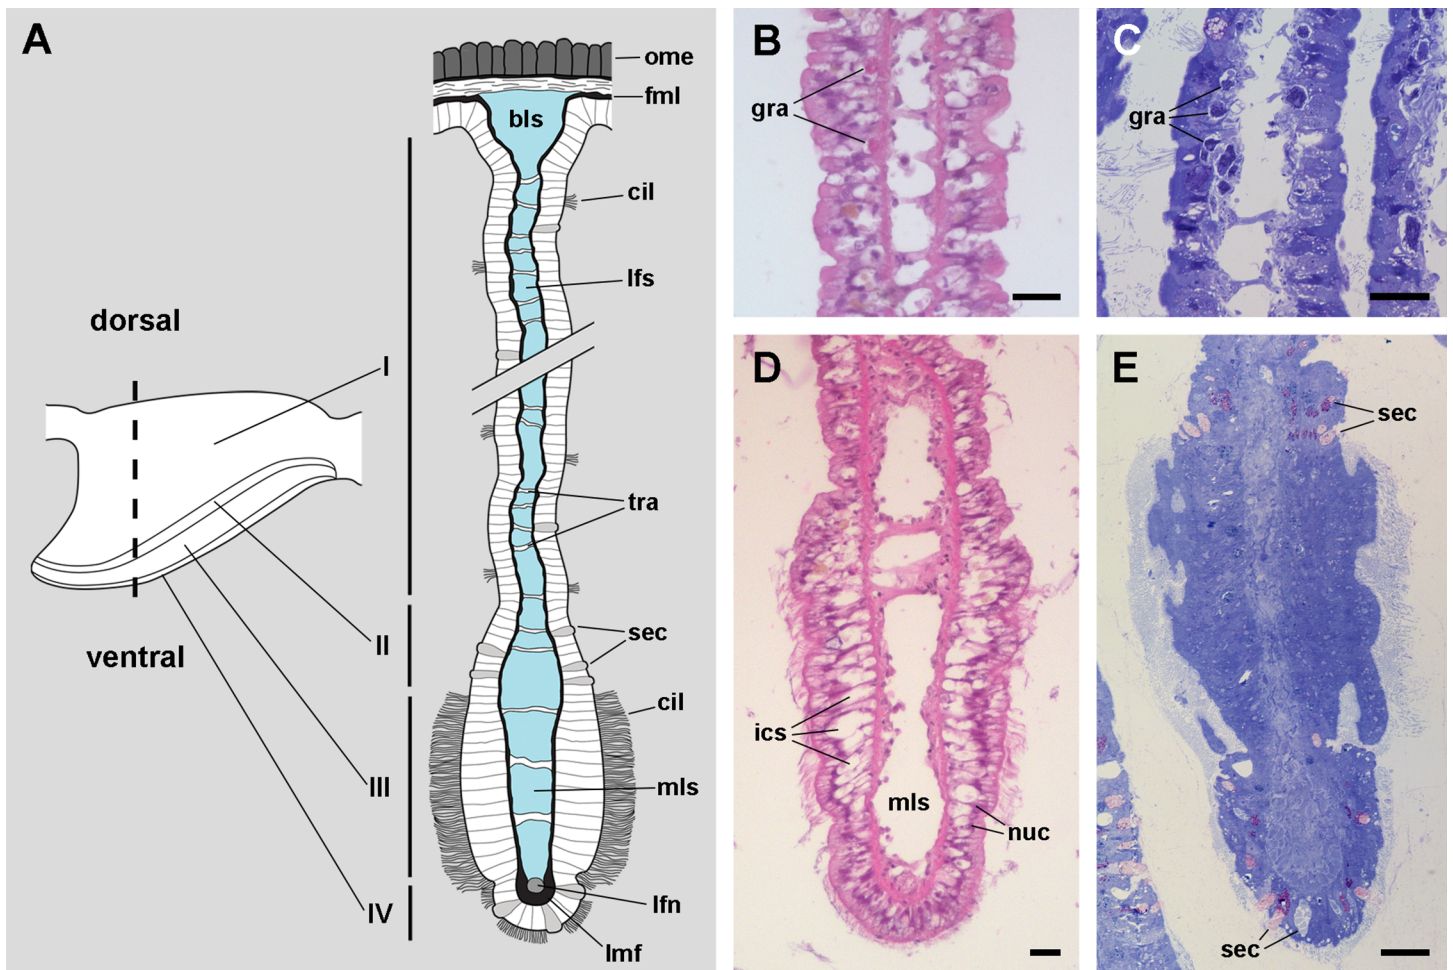 A
ome
fml
bls
cil
lfs
dorsal
I
tra
ventral
II
sec
cil
III
mls
IV
lfn
lmf
B
gra
C
gra
D
ics
mls
nuc
E
sec
sec